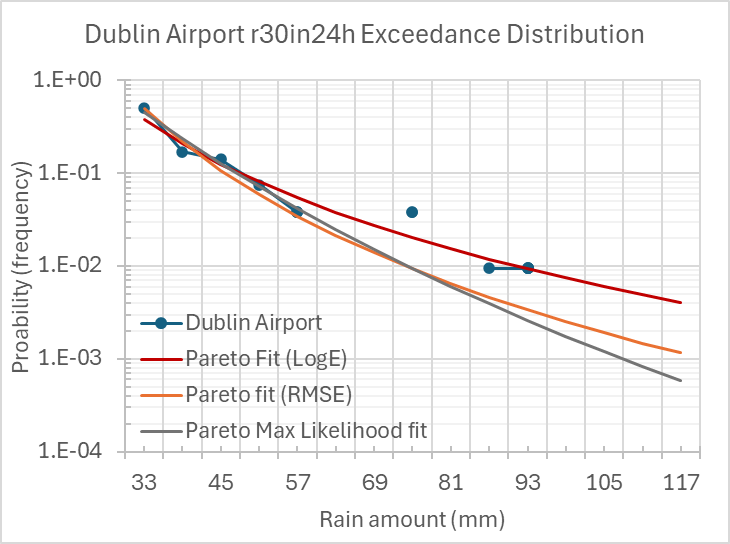 Dublin Airport r30in24h Exceedance Distribution
1.E+00
1.E-01
1.E-02
1.E-03
1.E-04
Proability (frequency)
Dublin Airport
Pareto Fit (LogE)
Pareto fit (RMSE)
Pareto Max Likelihood fit
33 45 57 69 81 93 105 117
Rain amount (mm)